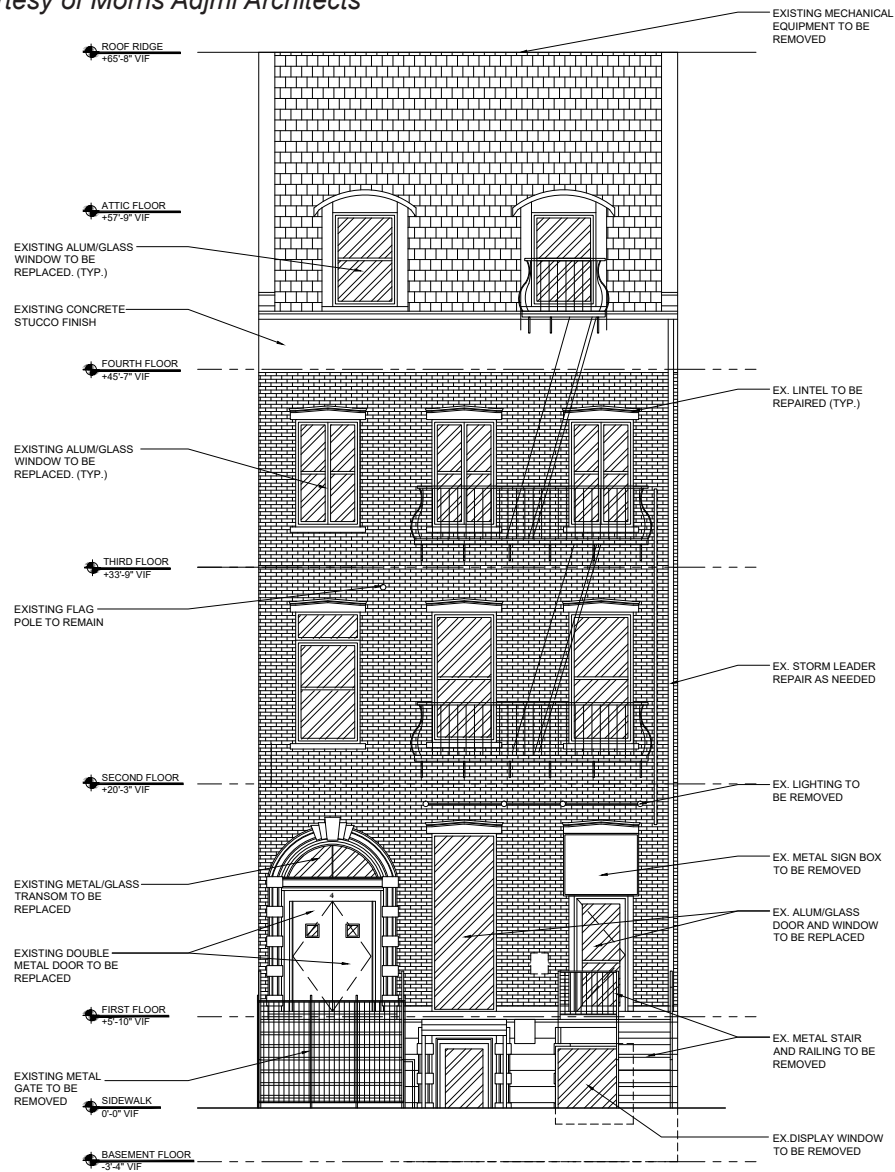 rtesy of Morris Adjmi Architects
EXISTING MECHANICAL
EQUIPMENT TO BE
REMOVED
ROOF RIDGE
+65'-8" VIF
ATTIC FLOOR
+57'-9" VIF
EXISTING ALUM/GLASS
WINDOW TO BE
REPLACED. (TYP.)
EXISTING CONCRETE
STUCCO FINISH
FOURTH FLOOR
+45'-7" VIF
EX. LINTEL TO BE
REPAIRED (TYP.)
EXISTING ALUM/GLASS
WINDOW TO BE
REPLACED. (TYP.)
THIRD FLOOR
+33'-9" VIF
EXISTING FLAG
POLE TO REMAIN
EX. STORM LEADER
REPAIR AS NEEDED
SECOND FLOOR
+20'-3" VIF
EX. LIGHTING TO
BE REMOVED
EX. METAL SIGN BOX
TO BE REMOVED
EXISTING METAL/GLASS
TRANSOM TO BE
REPLACED
4
EX. ALUM/GLASS
DOOR AND WINDOW
TO BE REPLACED
EXISTING DOUBLE
METAL DOOR TO BE
REPLACED
FIRST FLOOR
+5'-10" VIF
EX. METAL STAIR
AND RAILING TO BE
REMOVED
EXISTING METAL
GATE TO BE
REMOVED
SIDEWALK
0'-0" VIF
EX.DISPLAY WINDOW
TO BE REMOVED
BASEMENT FLOOR
-3'-4" VIF